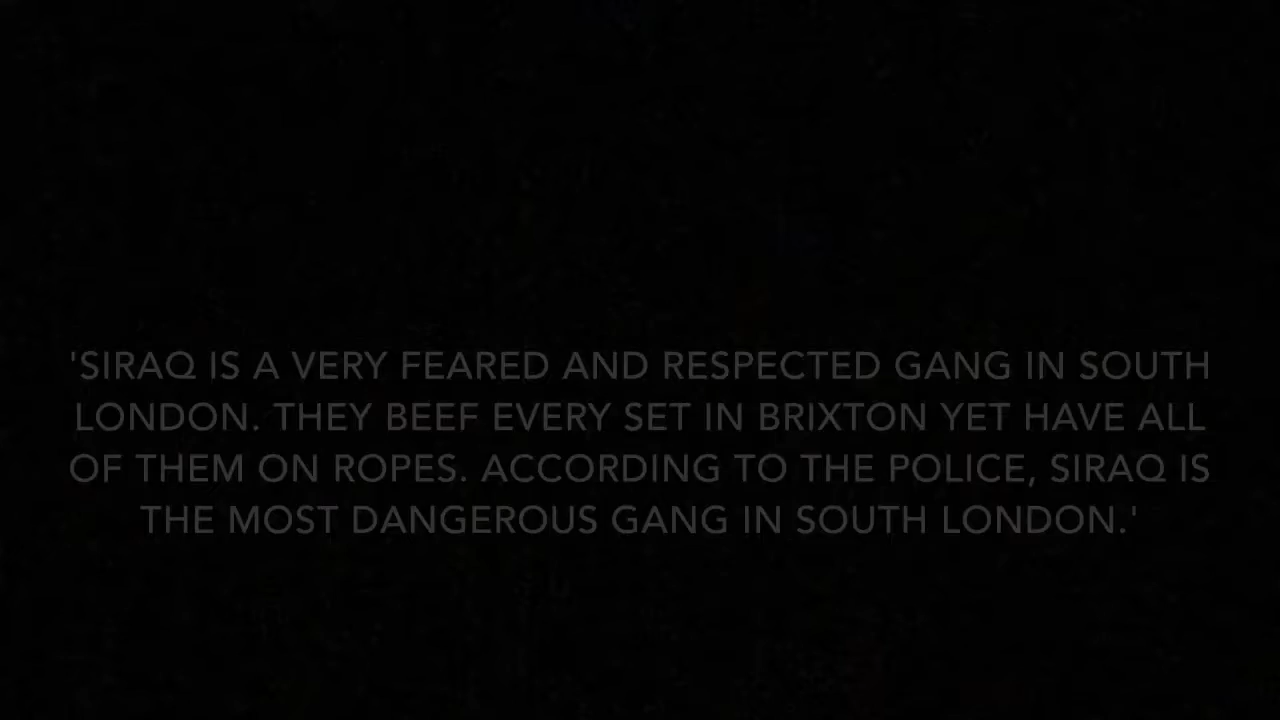 'SIRAQ IS A VERY FEARED AND RESPECTED GANG IN SOUTH
LONDON. THEY BEEF EVERY SET IN BRIXTON YET HAVE ALL
OF THEM ON ROPES. ACCORDING TO THE POLICE, SIRAQ IS
THE MOST DANGEROUS GANG IN SOUTH LONDON.'